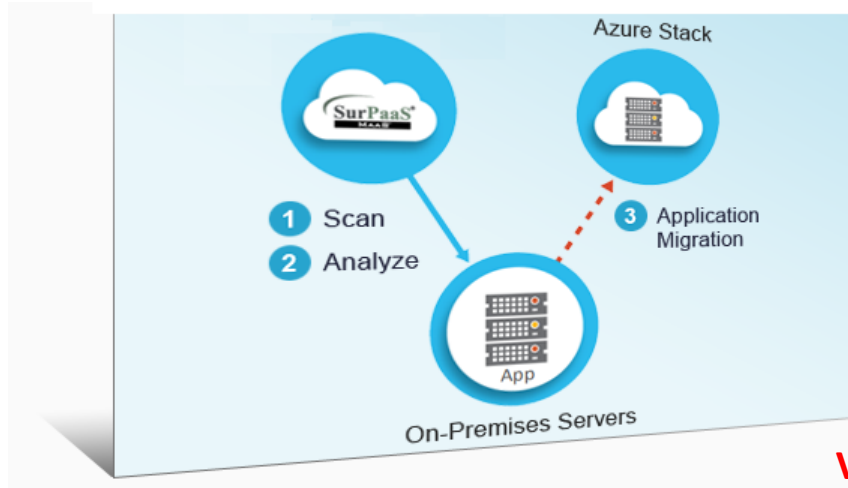 Azure Stack
SurPaaS®
MaaS
1 Scan
2 Analyze
3 Application
Migration
App
On-Premises Servers
V